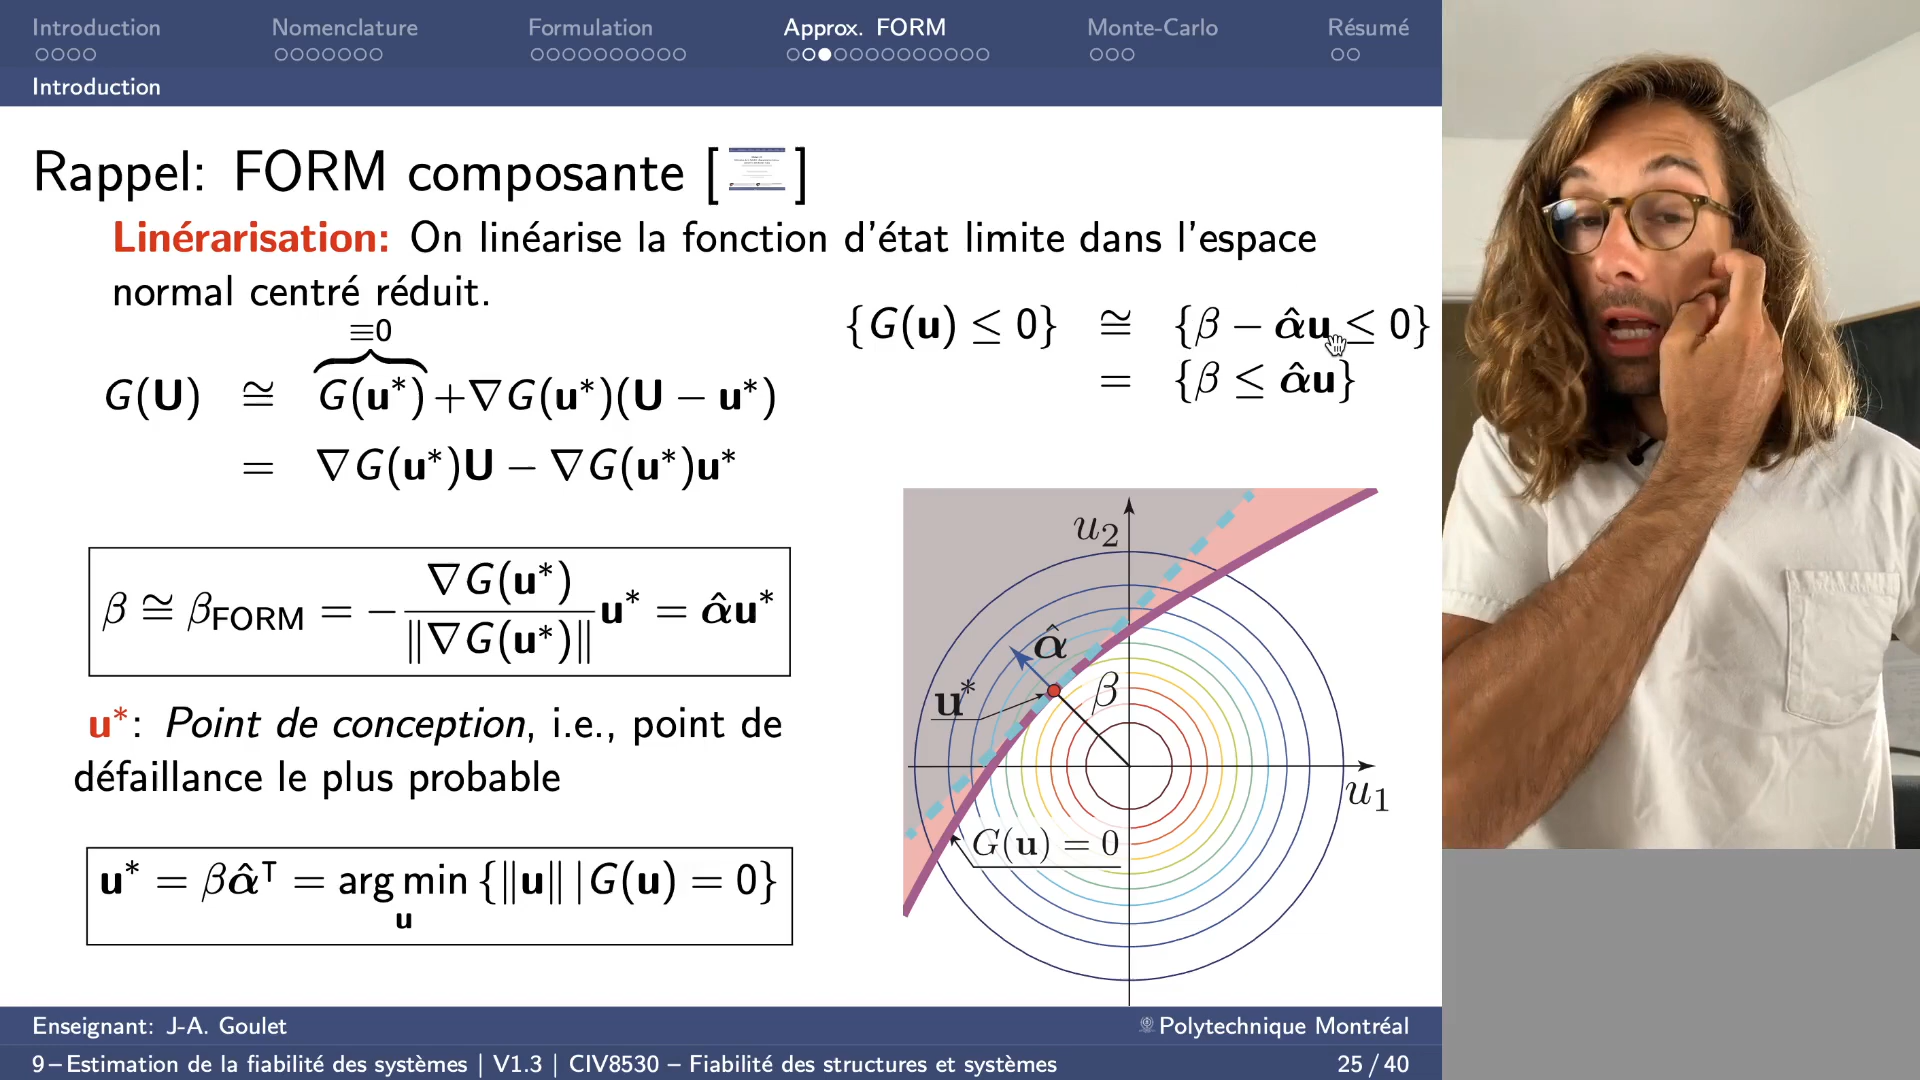 Introduction Nomenclature Formulation Approx. FORM Monte-Carlo Résumé
Introduction
Rappel: FORM composante [ ]
Linérarisation: On linéarise la fonction d'état limite dans l'espace
normal centré réduit.
{G(u) ≤ 0} ≅ {β − α̂u ≤ 0}
= {β ≤ α̂u}
≡0
G(U) ≅ G(u*) + ∇G(u*)(U − u*)
= ∇G(u*)U − ∇G(u*)u*
β ≅ β_FORM = − ∇G(u*) / ‖∇G(u*)‖ u* = α̂u*
u*: Point de conception, i.e., point de
défaillance le plus probable
u* = βα̂ᵀ = arg min {‖u‖ | G(u) = 0}
u
u₂
α̂
u*
β
u₁
G(u) = 0
Enseignant: J-A. Goulet Polytechnique Montréal
9 – Estimation de la fiabilité des systèmes | V1.3 | CIV8530 – Fiabilité des structures et systèmes 25 / 40